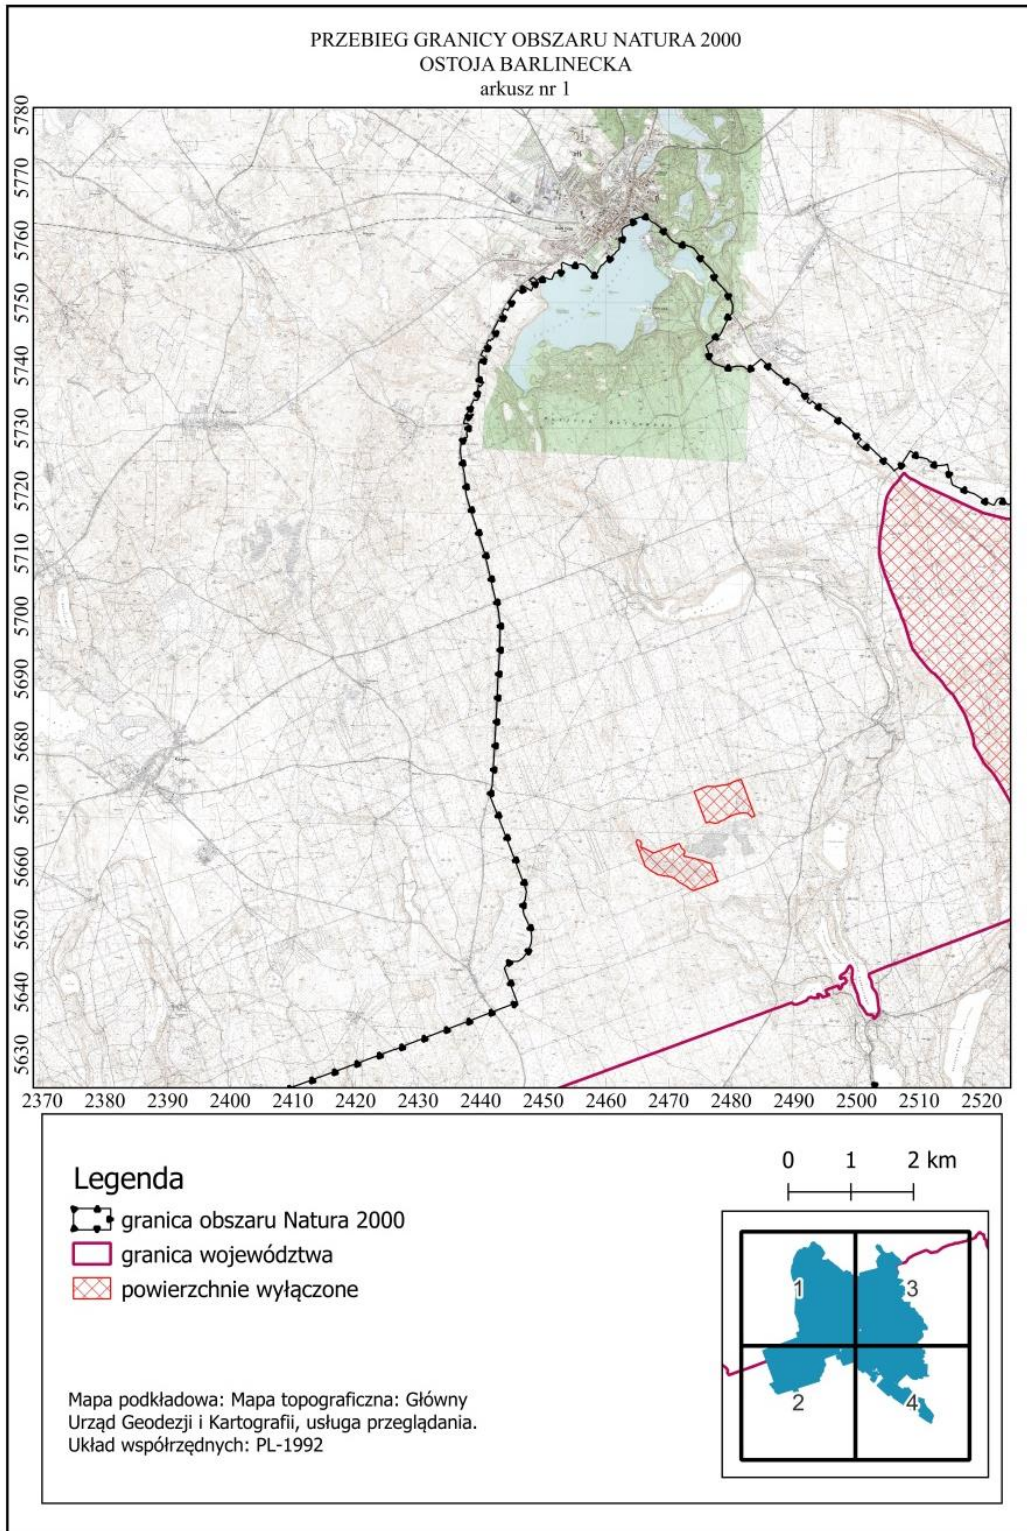 PRZEBIEG GRANICY OBSZARU NATURA 2000
OSTOJA BARLINECKA
arkusz nr 1
5780
5770
5760
5750
5740
5730
5720
5710
5700
5690
5680
5670
5660
5650
5640
5630
2370 2380 2390 2400 2410 2420 2430 2440 2450 2460 2470 2480 2490 2500 2510 2520
Legenda
granica obszaru Natura 2000
granica województwa
powierzchnie wyłączone
0 1 2 km
1 3
2 4
Mapa podkładowa: Mapa topograficzna: Główny
Urząd Geodezji i Kartografii, usługa przeglądania.
Układ współrzędnych: PL-1992